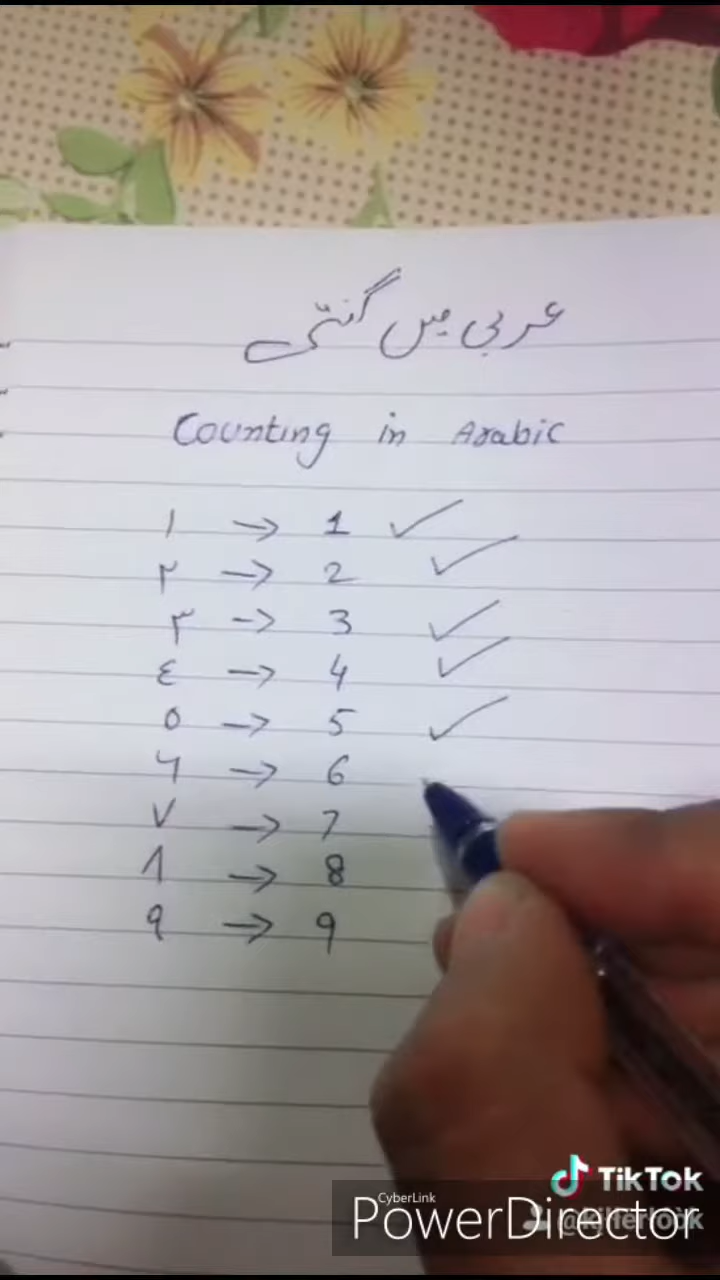 عربی میں گنتی
Counting in Arabic
١ → 1 ✓
٢ → 2 ✓
٣ → 3 ✓
٤ → 4 ✓
٥ → 5 ✓
٦ → 6
٧ → 7
٨ → 8
٩ → 9
TikTok
CyberLink
PowerDirector